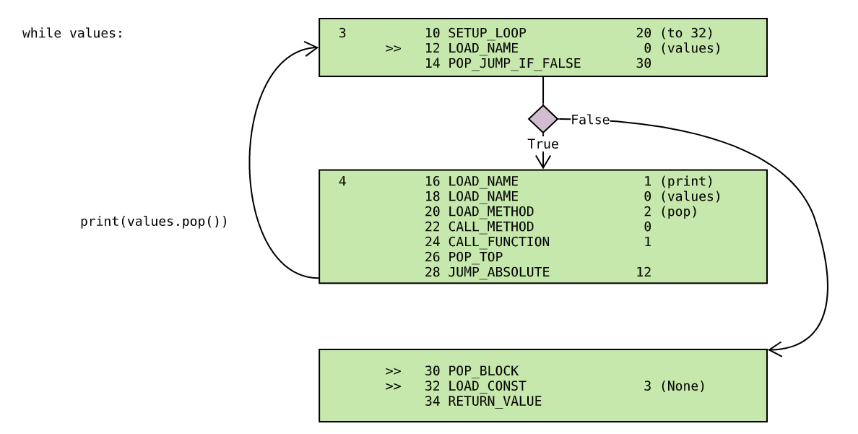 while values:
3 10 SETUP_LOOP 20 (to 32)
>> 12 LOAD_NAME 0 (values)
14 POP_JUMP_IF_FALSE 30
False
True
4 16 LOAD_NAME 1 (print)
18 LOAD_NAME 0 (values)
20 LOAD_METHOD 2 (pop)
print(values.pop())
22 CALL_METHOD 0
24 CALL_FUNCTION 1
26 POP_TOP
28 JUMP_ABSOLUTE 12
>> 30 POP_BLOCK
>> 32 LOAD_CONST 3 (None)
34 RETURN_VALUE